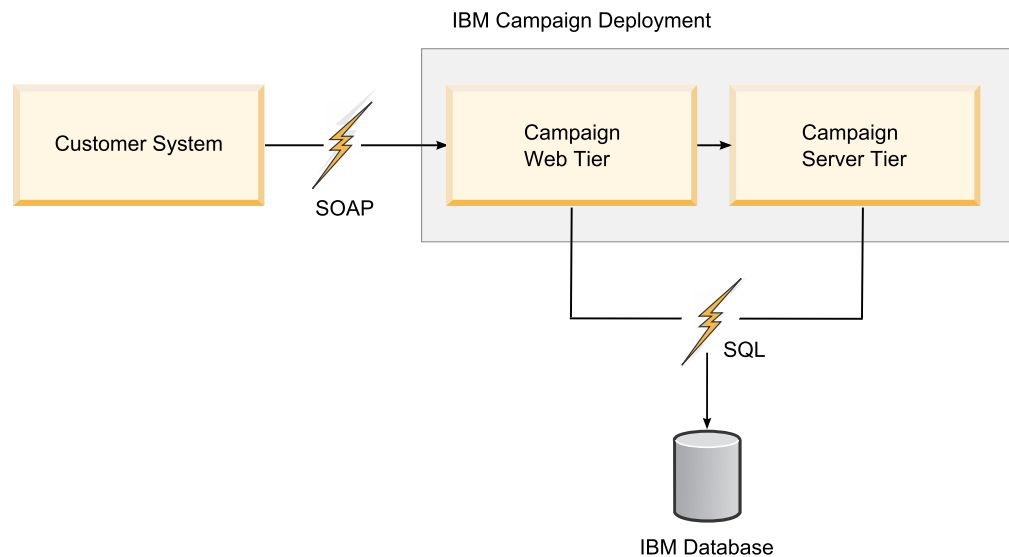 IBM Campaign Deployment
Customer System
SOAP
Campaign
Web Tier
Campaign
Server Tier
SQL
IBM Database